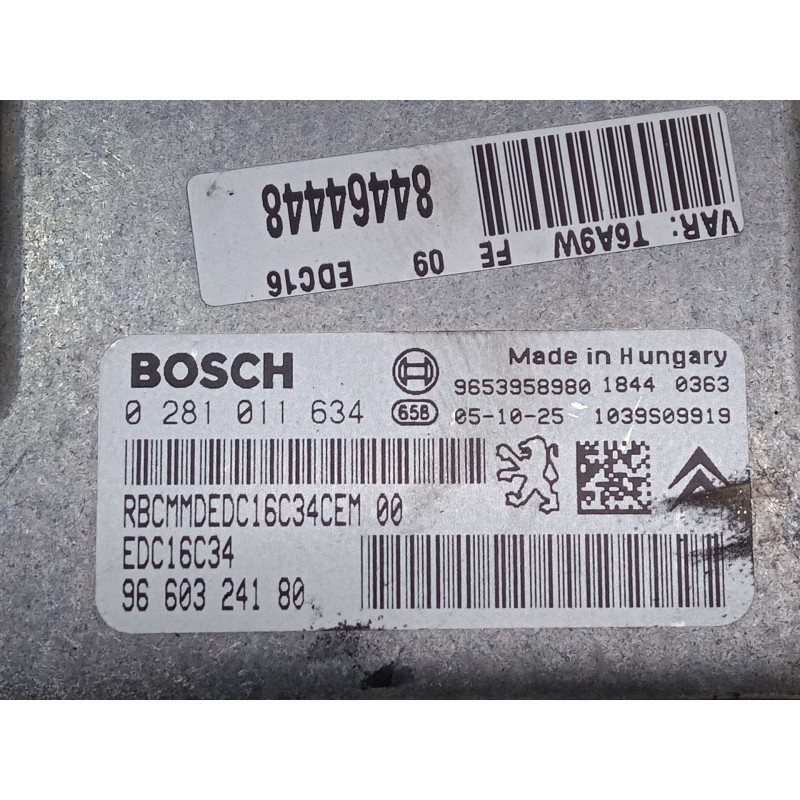 84464448
VAR: T6A9W FE 09 EDC16
BOSCH
Made in Hungary
9653958980 1844 0363
0 281 011 634
658 05-10-25 1039S09919
RBCMMDEDC16C34CEM 00
EDC16C34
96 603 241 80